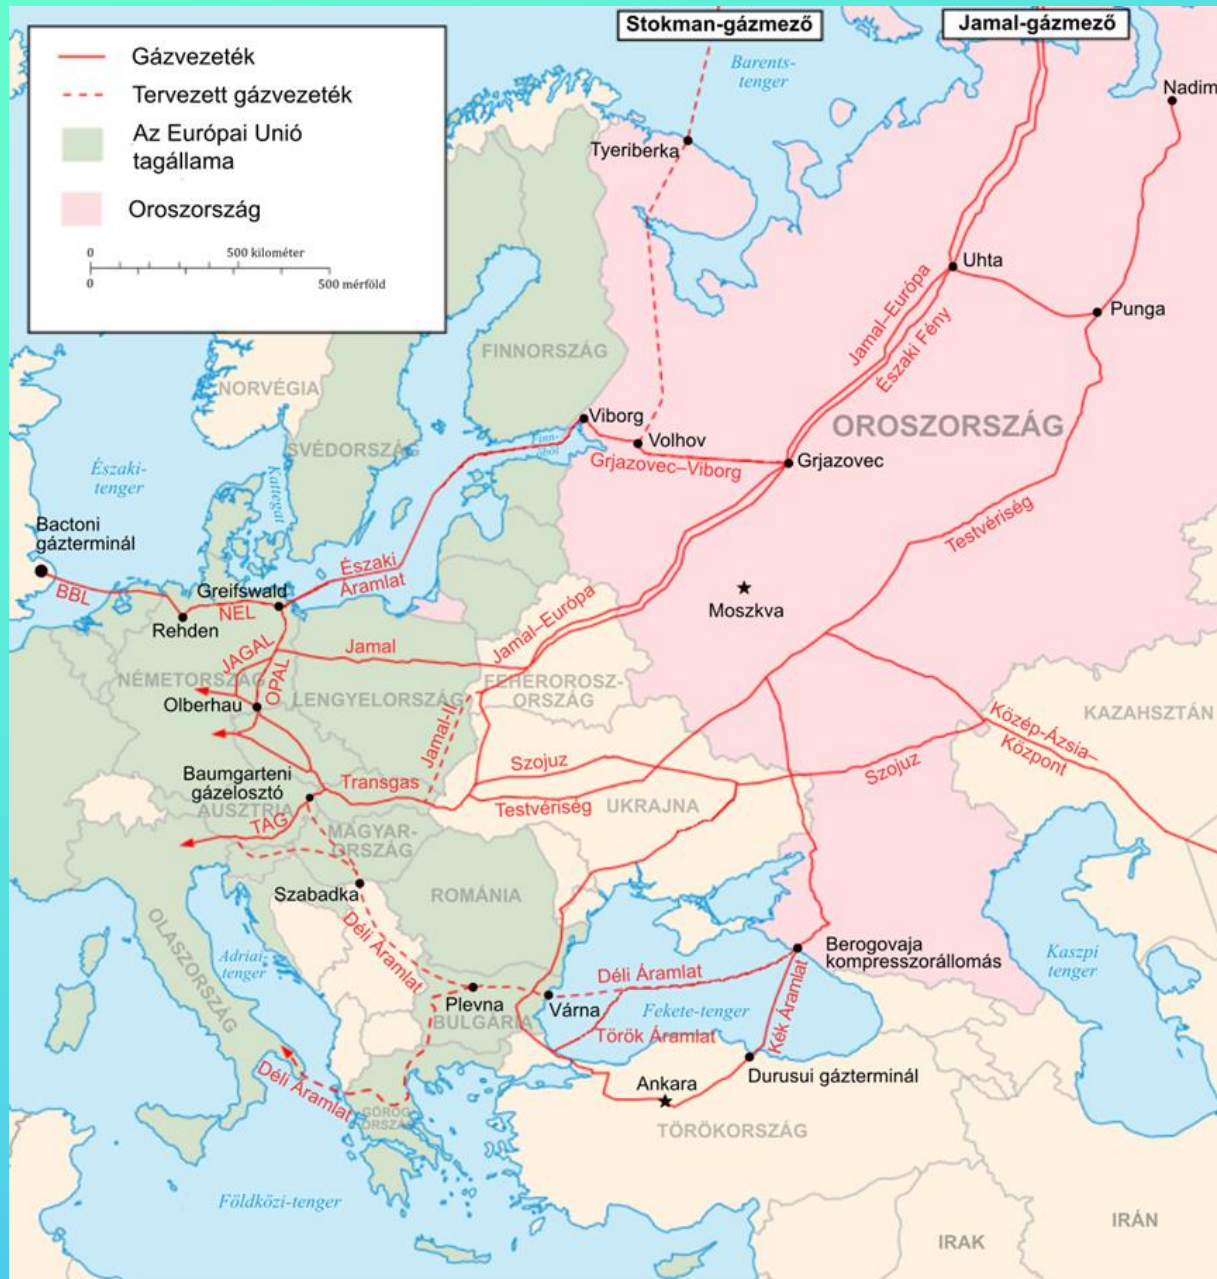 Stokman-gázmező
Jamal-gázmező
Gázvezeték
Tervezett gázvezeték
Az Európai Unió
tagállama
Oroszország
0
500 kilométer
0
500 mérföld
Barents-
tenger
Nadim
Tyeriberka
Uhta
Punga
Jamal–Európa
Északi Fény
FINNORSZÁG
NORVÉGIA
SVÉDORSZÁG
OROSZORSZÁG
Viborg
Volhov
Finn-
öböl
Grjazovec–Viborg
Grjazovec
Északi-
tenger
Kattegat
Testvériség
Bactoni
gázterminál
BBL
Greifswald
NEL
Rehden
Északi
Áramlat
Moszkva
Jamal–Európa
JAGAL
Jamal
OPAL
NÉMETORSZÁG
LENGYELORSZÁG
FEHÉROROSZ-
ORSZÁG
Olberhau
Jamal-II
KAZAHSZTÁN
Közép-Ázsia–
Központ
Baumgarteni
gázelosztó
Transgas
Szojuz
Szojuz
Testvériség
UKRAJNA
AUSZTRIA
TAG
MAGYAR-
ORSZÁG
Szabadka
ROMÁNIA
OLASZORSZÁG
Adriai-
tenger
Déli Áramlat
Berogovaja
kompresszorállomás
Kaszpi
tenger
Déli Áramlat
Plevna
Várna
Fekete-tenger
BULGÁRIA
Török Áramlat
Kék Áramlat
Déli Áramlat
Ankara
Durusui gázterminál
GÖRÖG
ORSZÁG
TÖRÖKORSZÁG
Földközi-tenger
IRÁN
IRAK